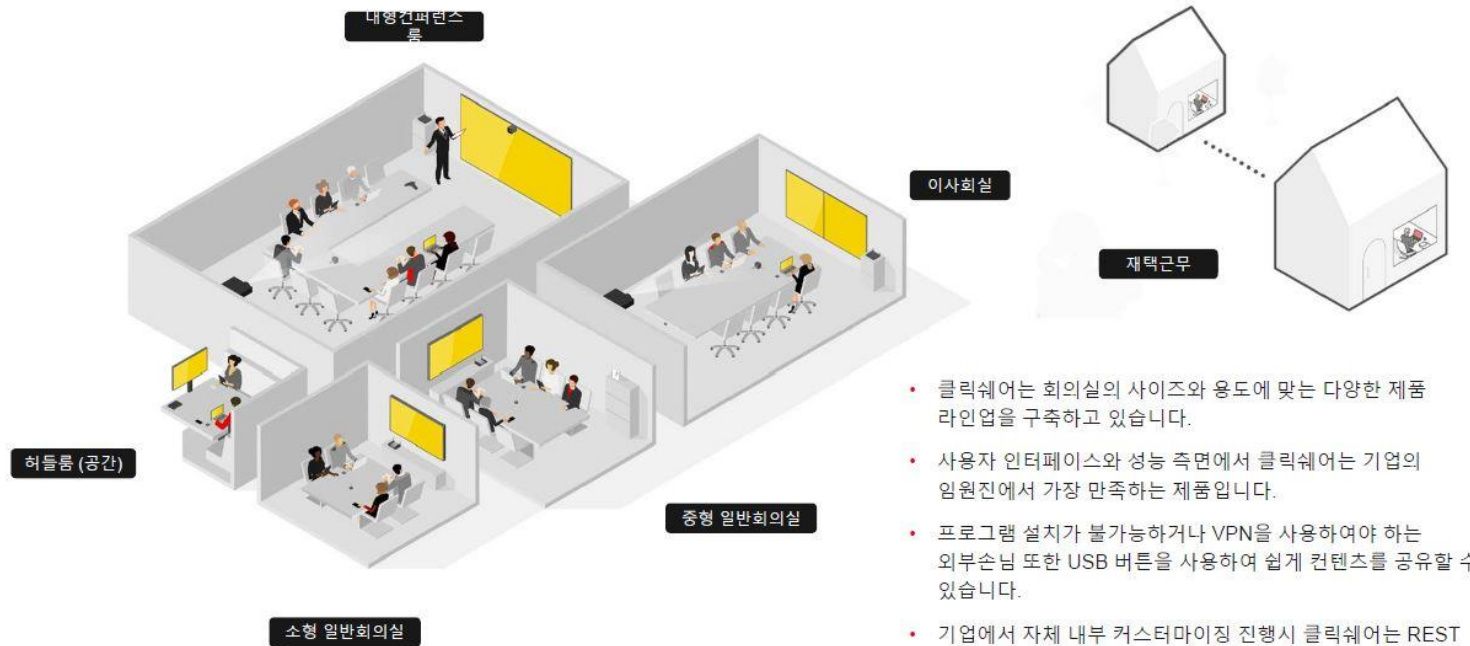 대형컨퍼런스
룸
이사회실
재택근무
허들룸 (공간)
중형 일반회의실
소형 일반회의실
• 클릭쉐어는 회의실의 사이즈와 용도에 맞는 다양한 제품
라인업을 구축하고 있습니다.
• 사용자 인터페이스와 성능 측면에서 클릭쉐어는 기업의
임원진에서 가장 만족하는 제품입니다.
• 프로그램 설치가 불가능하거나 VPN을 사용하여야 하는
외부손님 또한 USB 버튼을 사용하여 쉽게 컨텐츠를 공유할 수
있습니다.
• 기업에서 자체 내부 커스터마이징 진행시 클릭쉐어는 REST